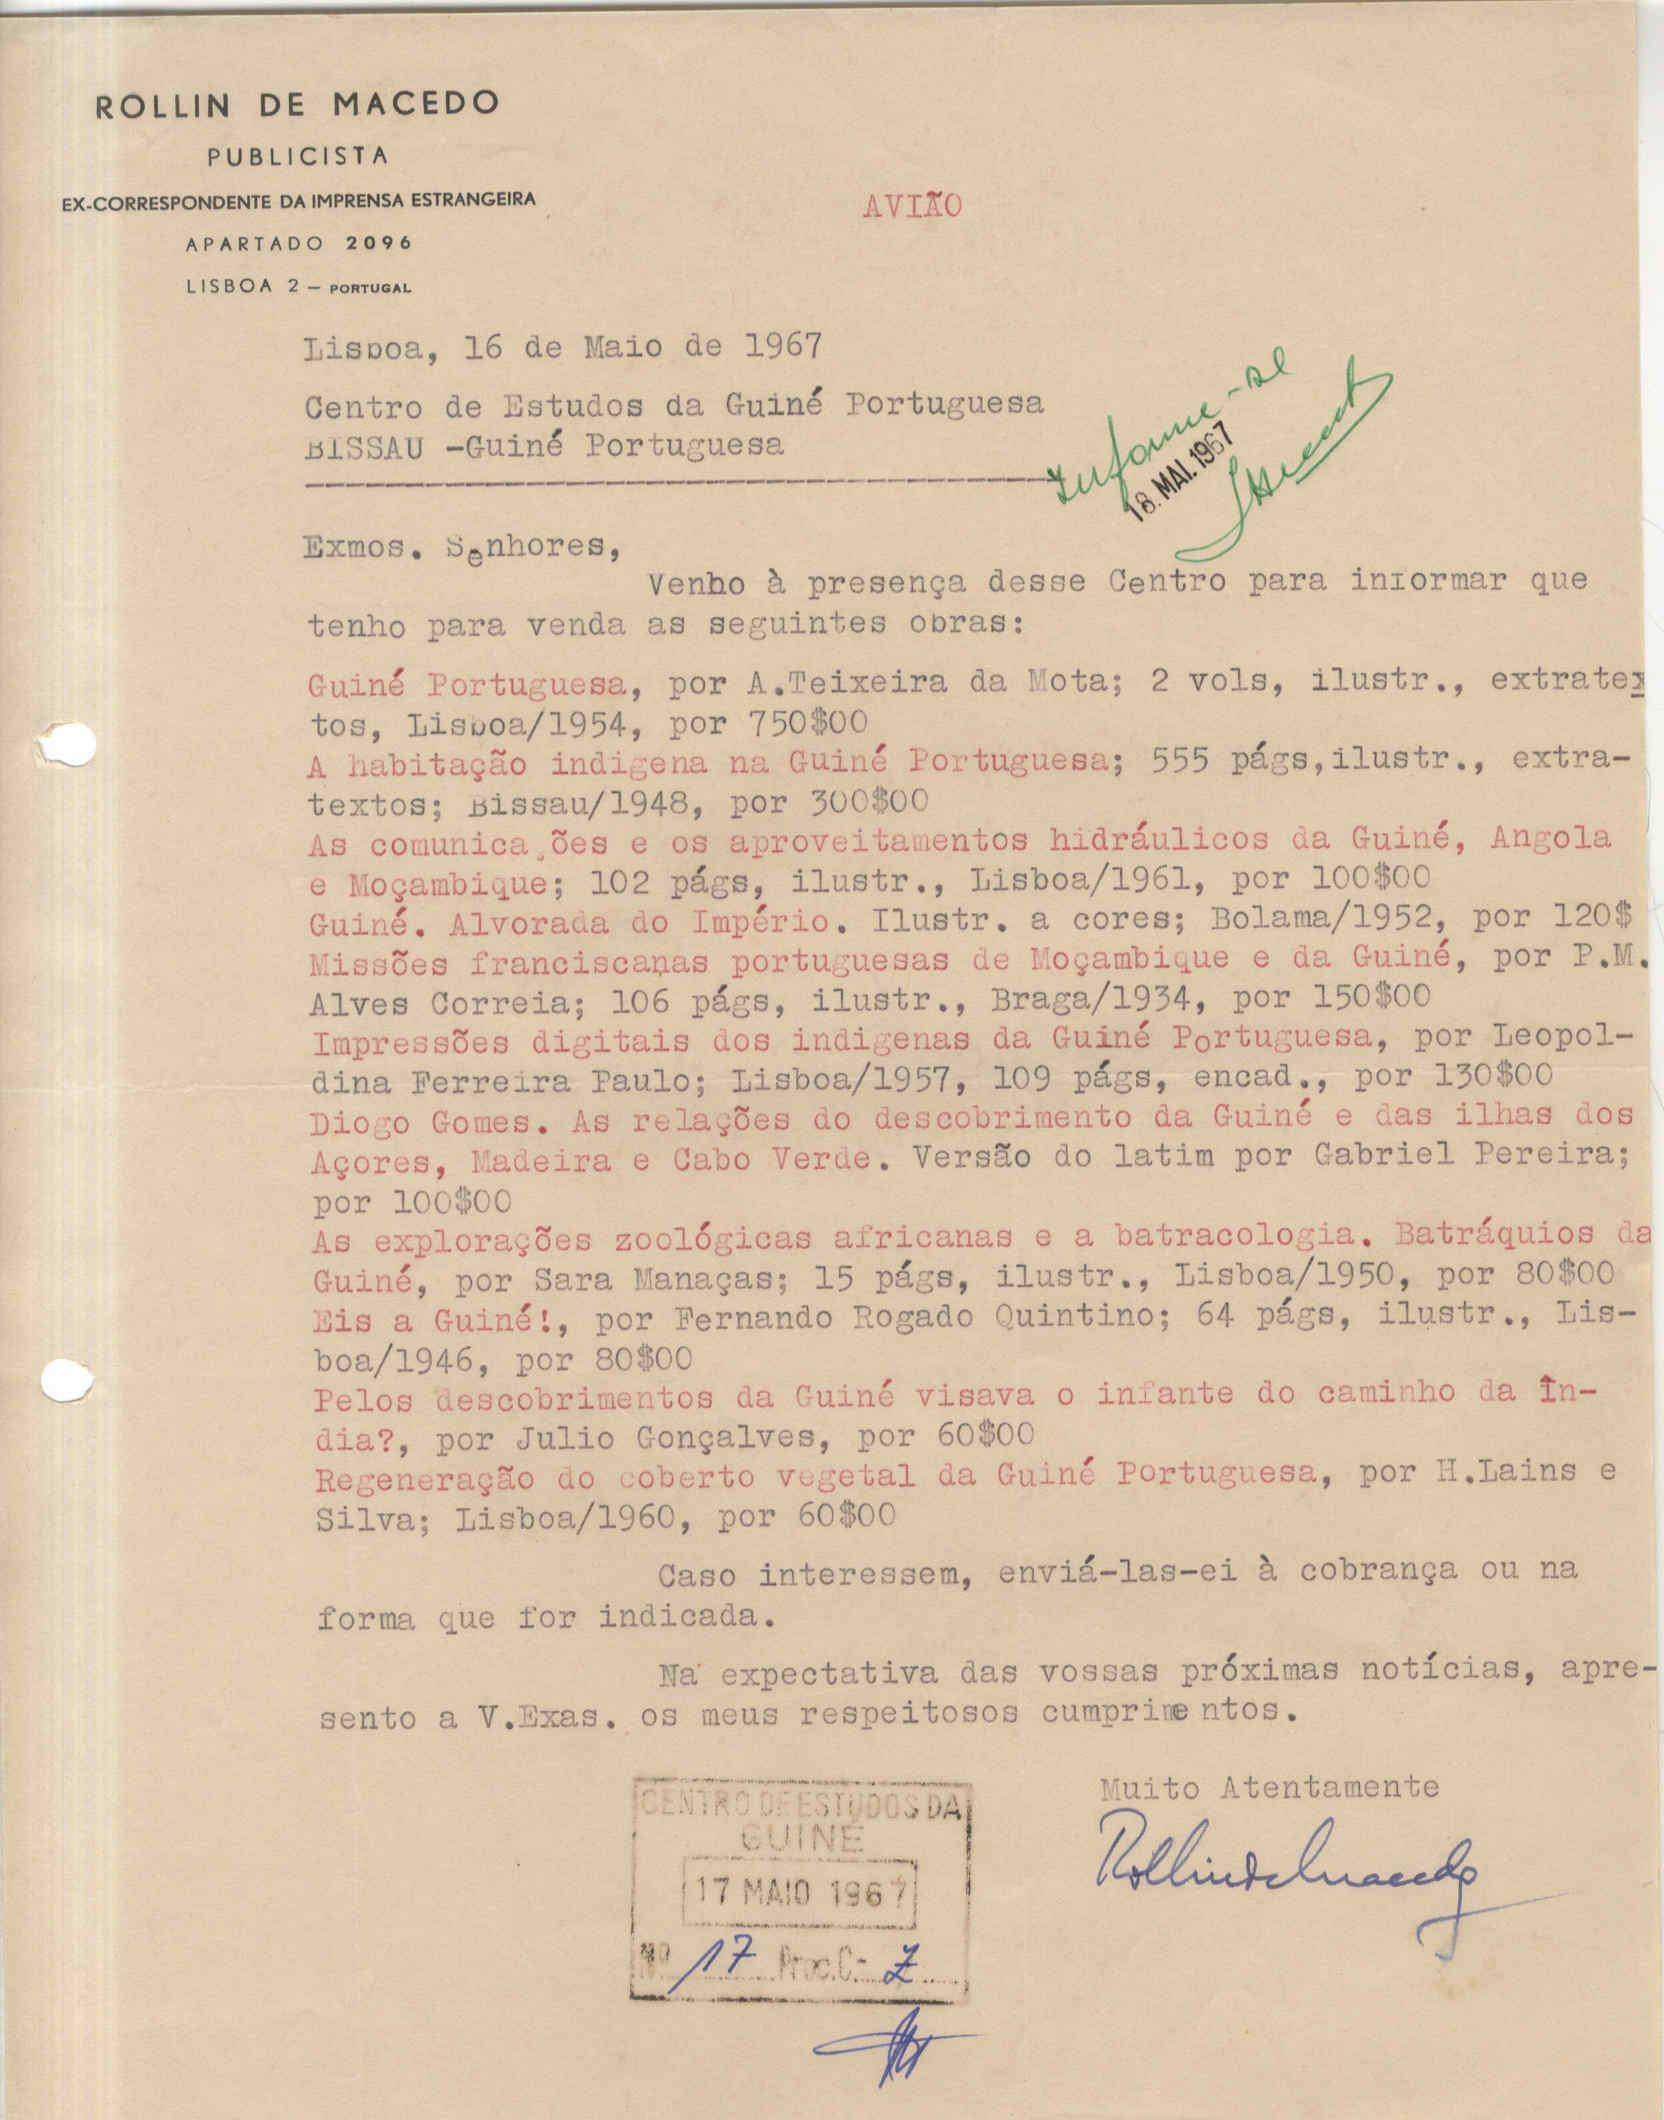 ROLLIN DE MACEDO
PUBLICISTA
EX-CORRESPONDENTE DA IMPRENSA ESTRANGEIRA
APARTADO 2096
LISBOA 2 — PORTUGAL
AVIÃO
Lisboa, 16 de Maio de 1967
Centro de Estudos da Guiné Portuguesa
BISSAU -Guiné Portuguesa
Informe-se
18. MAI. 1967
Exmos. Senhores,
Venho à presença desse Centro para informar que
tenho para venda as seguintes obras:
Guiné Portuguesa, por A.Teixeira da Mota; 2 vols, ilustr., extratex
tos, Lisboa/1954, por 750$00
A habitação indigena na Guiné Portuguesa; 555 págs,ilustr., extra-
textos; Bissau/1948, por 300$00
As comunica,ões e os aproveitamentos hidráulicos da Guiné, Angola
e Moçambique; 102 págs, ilustr., Lisboa/1961, por 100$00
Guiné. Alvorada do Império. Ilustr. a cores; Bolama/1952, por 120$
Missões franciscanas portuguesas de Moçambique e da Guiné, por P.M.
Alves Correia; 106 págs, ilustr., Braga/1934, por 150$00
Impressões digitais dos indigenas da Guiné Portuguesa, por Leopol-
dina Ferreira Paulo; Lisboa/1957, 109 págs, encad., por 130$00
Diogo Gomes. As relações do descobrimento da Guiné e das ilhas dos
Açores, Madeira e Cabo Verde. Versão do latim por Gabriel Pereira;
por 100$00
As explorações zoológicas africanas e a batracologia. Batráquios da
Guiné, por Sara Manaças; 15 págs, ilustr., Lisboa/1950, por 80$00
Eis a Guiné!, por Fernando Rogado Quintino; 64 págs, ilustr., Lis-
boa/1946, por 80$00
Pelos descobrimentos da Guiné visava o infante do caminho da În-
dia?, por Julio Gonçalves, por 60$00
Regeneração do coberto vegetal da Guiné Portuguesa, por H.Lains e
Silva; Lisboa/1960, por 60$00
Caso interessem, enviá-las-ei à cobrança ou na
forma que for indicada.
Na expectativa das vossas próximas notícias, apre-
sento a V.Exas. os meus respeitosos cumprimentos.
Muito Atentamente
Rollin de Macedo
CENTRO DE ESTUDOS DA
GUINÉ
17 MAIO 1967
Nº 17 Proc.C.- Z